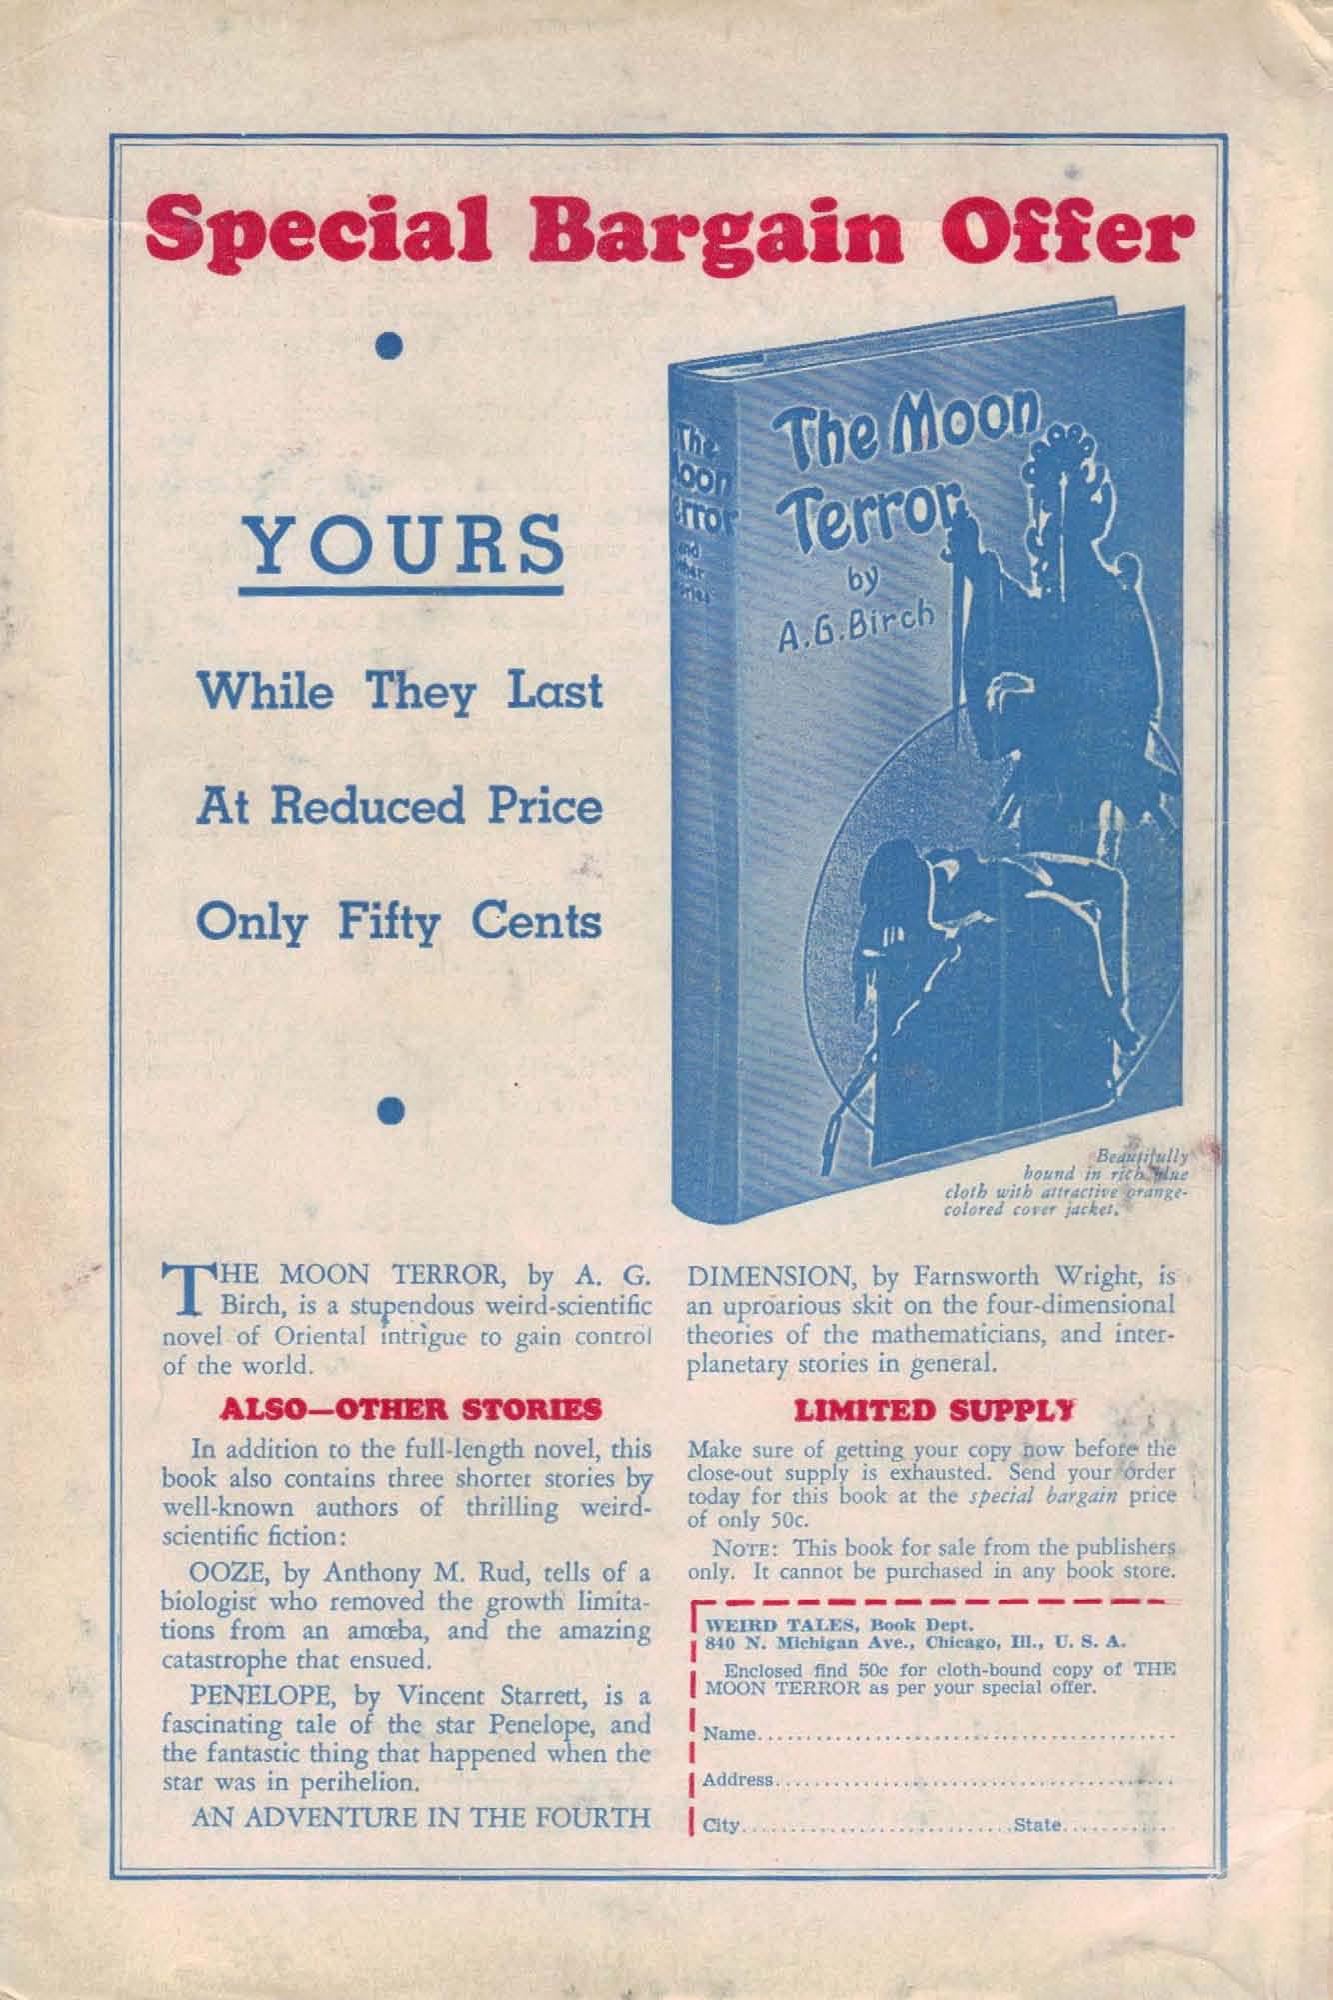 Special Bargain Offer
YOURS
While They Last
At Reduced Price
Only Fifty Cents
The Moon
Terror
by
A.G.Birch
The
Moon
Terror
and
Other
Stories
Beautifully
bound in rich blue
cloth with attractive orange-
colored cover jacket.
THE MOON TERROR, by A. G.
Birch, is a stupendous weird-scientific
novel of Oriental intrigue to gain control
of the world.
ALSO—OTHER STORIES
In addition to the full-length novel, this
book also contains three shorter stories by
well-known authors of thrilling weird-
scientific fiction:
OOZE, by Anthony M. Rud, tells of a
biologist who removed the growth limita-
tions from an amœba, and the amazing
catastrophe that ensued.
PENELOPE, by Vincent Starrett, is a
fascinating tale of the star Penelope, and
the fantastic thing that happened when the
star was in perihelion.
AN ADVENTURE IN THE FOURTH
DIMENSION, by Farnsworth Wright, is
an uproarious skit on the four-dimensional
theories of the mathematicians, and inter-
planetary stories in general.
LIMITED SUPPLY
Make sure of getting your copy now before the
close-out supply is exhausted. Send your order
today for this book at the special bargain price
of only 50c.
NOTE: This book for sale from the publishers
only. It cannot be purchased in any book store.
WEIRD TALES, Book Dept.
840 N. Michigan Ave., Chicago, Ill., U. S. A.
Enclosed find 50c for cloth-bound copy of THE
MOON TERROR as per your special offer.
Name
Address
City State